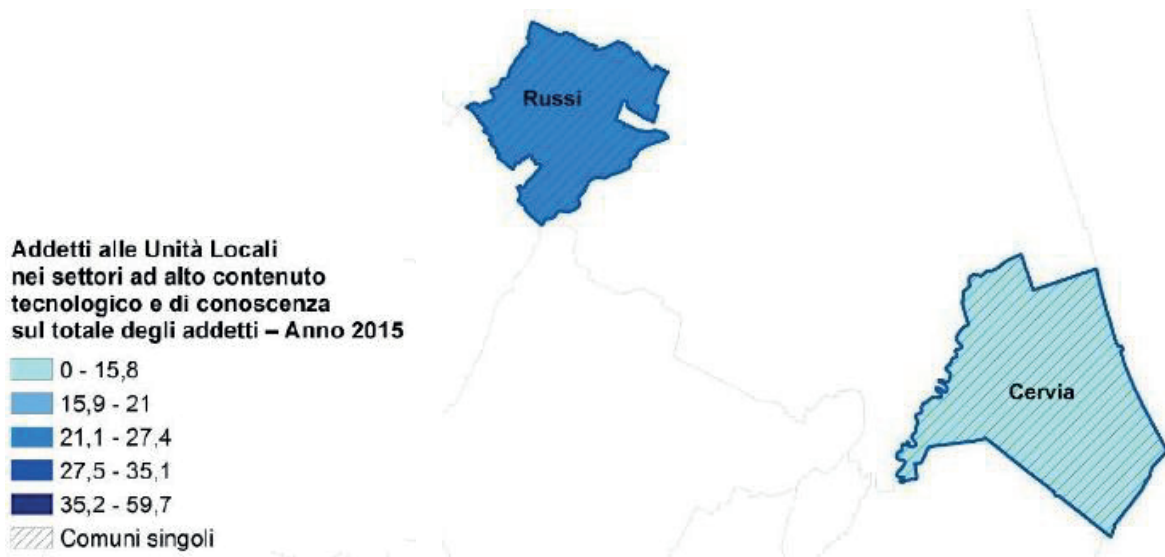 Russi
Addetti alle Unità Locali
nei settori ad alto contenuto
tecnologico e di conoscenza
sul totale degli addetti – Anno 2015
0 - 15,8
15,9 - 21
21,1 - 27,4
27,5 - 35,1
35,2 - 59,7
Comuni singoli
Cervia